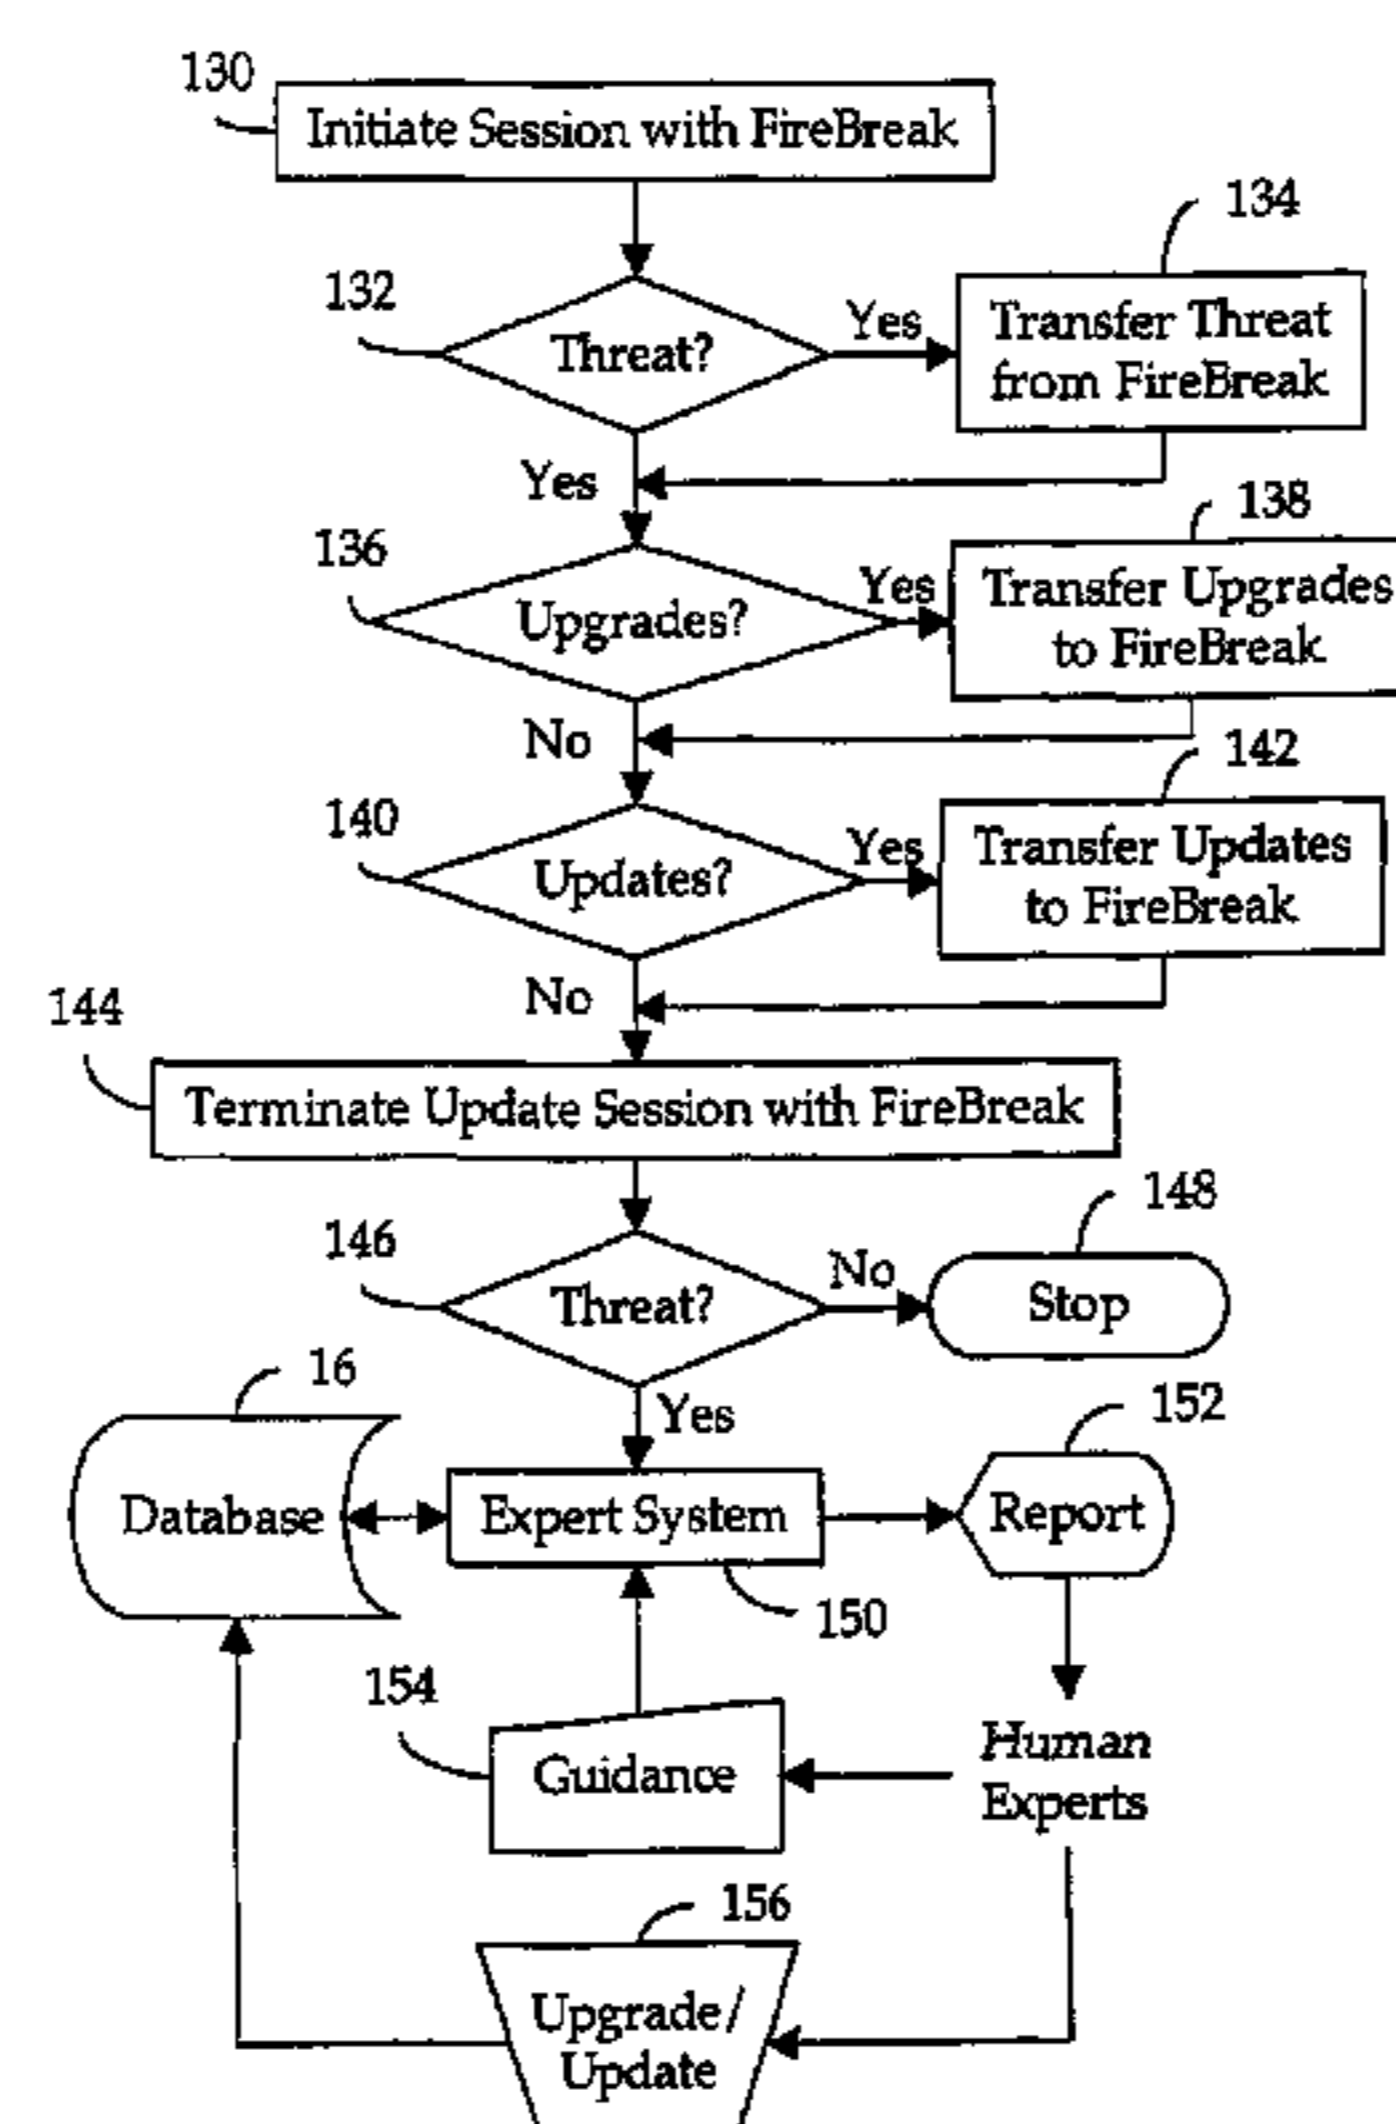 130
Initiate Session with FireBreak
134
132
Threat?
Yes
Transfer Threat
from FireBreak
Yes
138
136
Upgrades?
Yes
Transfer Upgrades
to FireBreak
No
142
140
Updates?
Yes
Transfer Updates
to FireBreak
No
144
Terminate Update Session with FireBreak
148
146
Threat?
No
Stop
16
Yes
152
Database
Expert System
Report
150
154
Guidance
Human
Experts
156
Upgrade/
Update